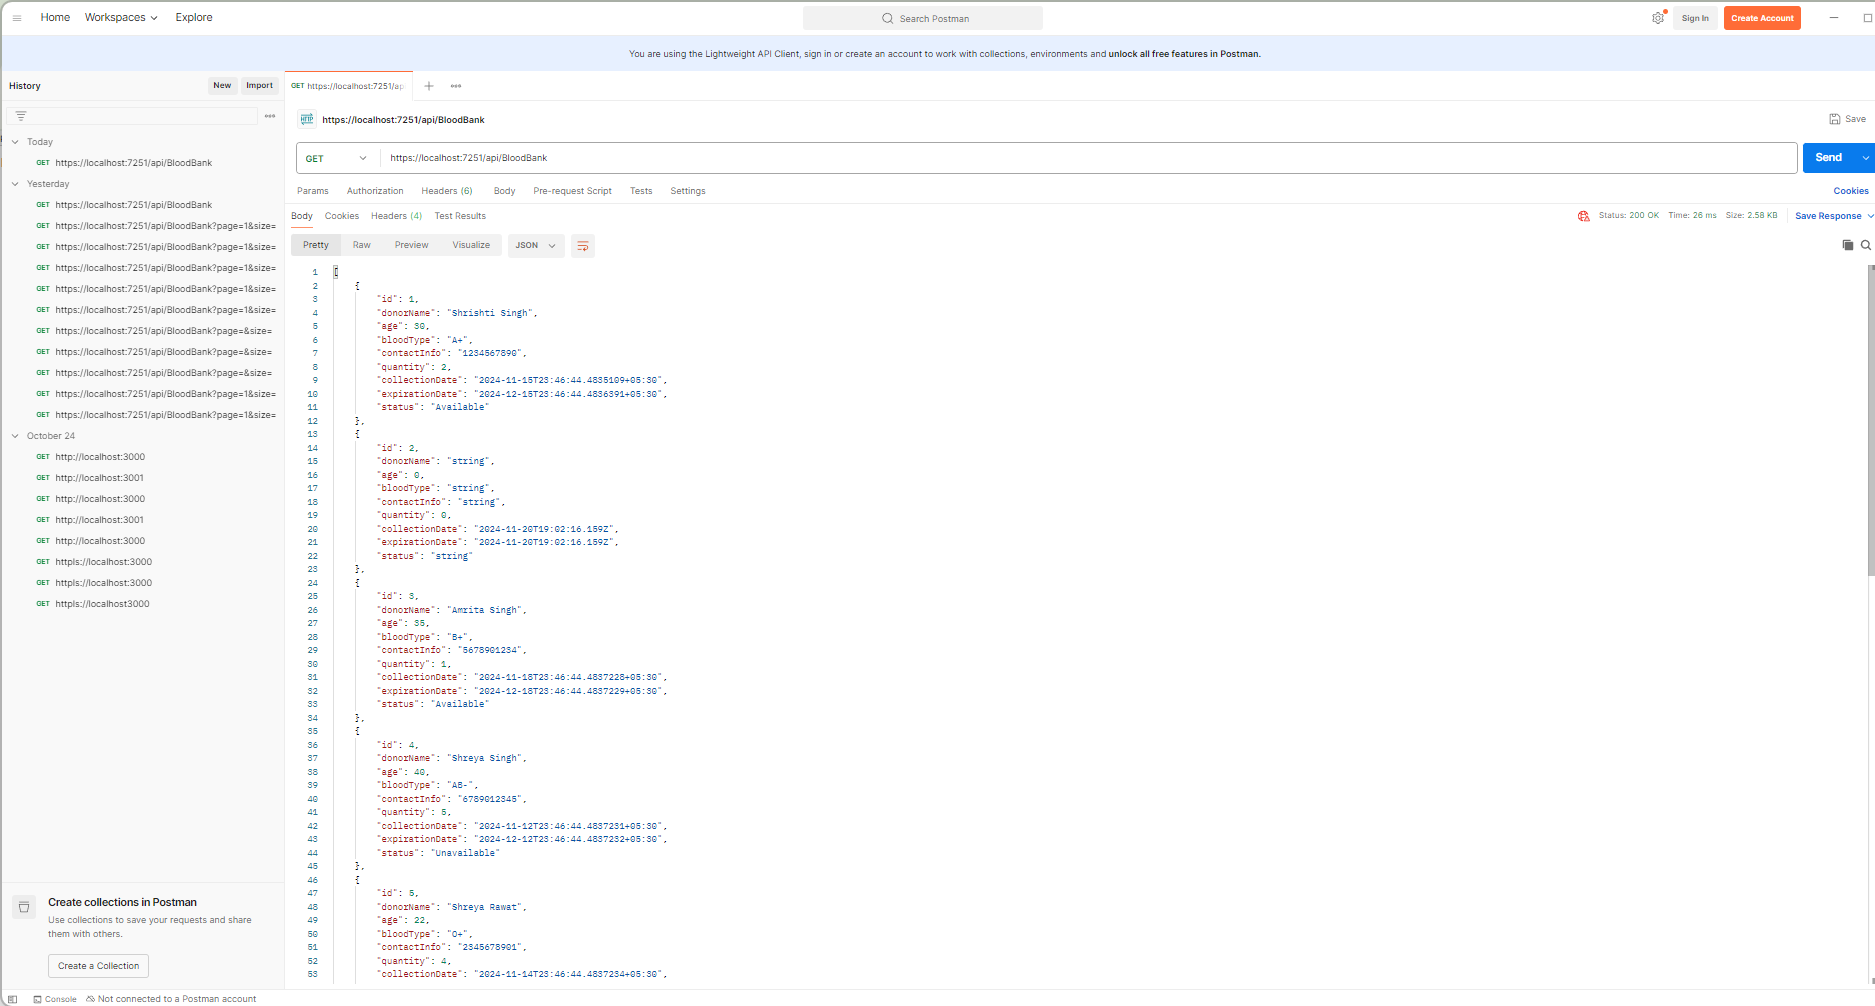 Home Workspaces Explore Search Postman Sign In Create Account
You are using the Lightweight API Client, sign in or create an account to work with collections, environments and unlock all free features in Postman.
History New Import GET https://localhost:7251/ap
https://localhost:7251/api/BloodBank Save
Today
GET https://localhost:7251/api/BloodBank
Yesterday
GET https://localhost:7251/api/BloodBank
GET https://localhost:7251/api/BloodBank?page=1&size=
GET https://localhost:7251/api/BloodBank?page=1&size=
GET https://localhost:7251/api/BloodBank?page=1&size=
GET https://localhost:7251/api/BloodBank?page=1&size=
GET https://localhost:7251/api/BloodBank?page=1&size=
GET https://localhost:7251/api/BloodBank?page=&size=
GET https://localhost:7251/api/BloodBank?page=&size=
GET https://localhost:7251/api/BloodBank?page=&size=
GET https://localhost:7251/api/BloodBank?page=1&size=
GET https://localhost:7251/api/BloodBank?page=1&size=
October 24
GET http://localhost:3000
GET http://localhost:3001
GET http://localhost:3000
GET http://localhost:3001
GET http://localhost:3000
GET httpls://localhost:3000
GET httpls://localhost:3000
GET httpls://localhost3000
Create collections in Postman
Use collections to save your requests and share
them with others.
Create a Collection
GET https://localhost:7251/api/BloodBank Send
Params Authorization Headers (6) Body Pre-request Script Tests Settings Cookies
Body Cookies Headers (4) Test Results Status: 200 OK Time: 26 ms Size: 2.58 KB Save Response
Pretty Raw Preview Visualize JSON
1 [
2 {
3 "id": 1,
4 "donorName": "Shrishti Singh",
5 "age": 30,
6 "bloodType": "A+",
7 "contactInfo": "1234567890",
8 "quantity": 2,
9 "collectionDate": "2024-11-15T23:46:44.4835109+05:30",
10 "expirationDate": "2024-12-15T23:46:44.4836391+05:30",
11 "status": "Available"
12 },
13 {
14 "id": 2,
15 "donorName": "string",
16 "age": 0,
17 "bloodType": "string",
18 "contactInfo": "string",
19 "quantity": 0,
20 "collectionDate": "2024-11-20T19:02:16.159Z",
21 "expirationDate": "2024-11-20T19:02:16.159Z",
22 "status": "string"
23 },
24 {
25 "id": 3,
26 "donorName": "Amrita Singh",
27 "age": 35,
28 "bloodType": "B+",
29 "contactInfo": "5678901234",
30 "quantity": 1,
31 "collectionDate": "2024-11-18T23:46:44.4837228+05:30",
32 "expirationDate": "2024-12-18T23:46:44.4837229+05:30",
33 "status": "Available"
34 },
35 {
36 "id": 4,
37 "donorName": "Shreya Singh",
38 "age": 40,
39 "bloodType": "AB-",
40 "contactInfo": "6789012345",
41 "quantity": 5,
42 "collectionDate": "2024-11-12T23:46:44.4837231+05:30",
43 "expirationDate": "2024-12-12T23:46:44.4837232+05:30",
44 "status": "Unavailable"
45 },
46 {
47 "id": 5,
48 "donorName": "Shreya Rawat",
49 "age": 22,
50 "bloodType": "O+",
51 "contactInfo": "2345678901",
52 "quantity": 4,
53 "collectionDate": "2024-11-14T23:46:44.4837234+05:30",
Console Not connected to a Postman account